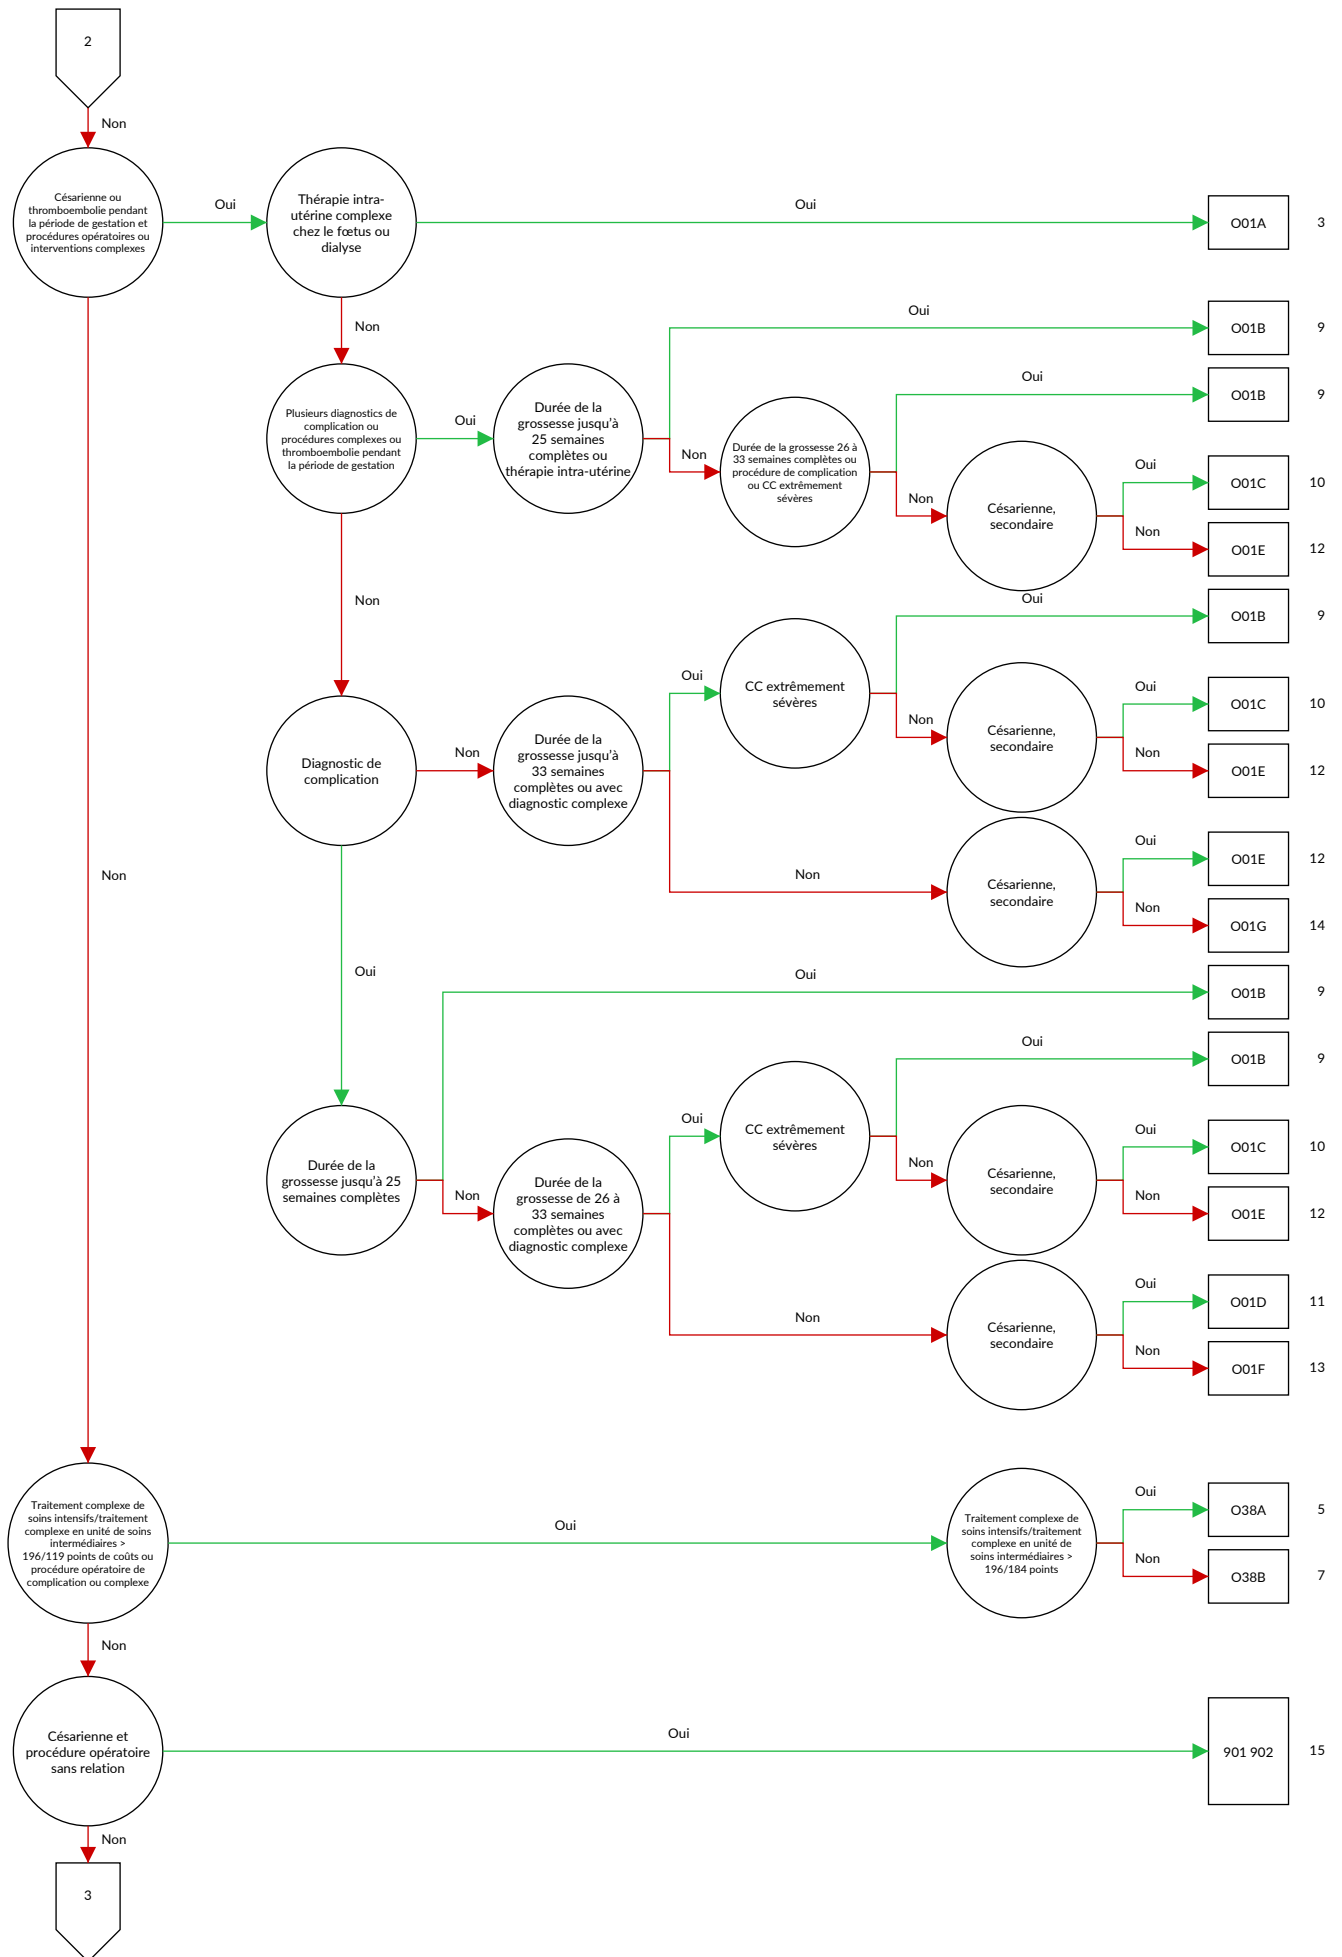 2
Non
Césarienne ou
thromboembolie pendant
la période de gestation et
procédures opératoires ou
interventions complexes
Oui
Thérapie intra-
utérine complexe
chez le fœtus ou
dialyse
Oui
O01A
3
Non
Plusieurs diagnostics de
complication ou
procédures complexes ou
thromboembolie pendant
la période de gestation
Oui
Durée de la
grossesse jusqu'à
25 semaines
complètes ou
thérapie intra-utérine
Oui
O01B
9
Non
Durée de la grossesse 26 à
33 semaines complètes ou
procédure de complication
ou CC extrêmement
sévères
Oui
O01B
9
Non
Césarienne,
secondaire
Oui
O01C
10
Non
O01E
12
Non
Diagnostic de
complication
Non
Durée de la
grossesse jusqu'à
33 semaines
complètes ou avec
diagnostic complexe
Oui
CC extrêmement
sévères
Oui
O01B
9
Non
Césarienne,
secondaire
Oui
O01C
10
Non
O01E
12
Non
Césarienne,
secondaire
Oui
O01E
12
Non
O01G
14
Oui
Durée de la
grossesse jusqu'à 25
semaines complètes
Oui
O01B
9
Non
Durée de la
grossesse de 26 à
33 semaines
complètes ou avec
diagnostic complexe
Oui
CC extrêmement
sévères
Oui
O01B
9
Non
Césarienne,
secondaire
Oui
O01C
10
Non
O01E
12
Non
Césarienne,
secondaire
Oui
O01D
11
Non
O01F
13
Non
Traitement complexe de
soins intensifs/traitement
complexe en unité de soins
intermédiaires >
196/119 points de coûts ou
procédure opératoire de
complication ou complexe
Oui
Traitement complexe de
soins intensifs/traitement
complexe en unité de
soins intermédiaires >
196/184 points
Oui
O38A
5
Non
O38B
7
Non
Césarienne et
procédure opératoire
sans relation
Oui
901 902
15
Non
3